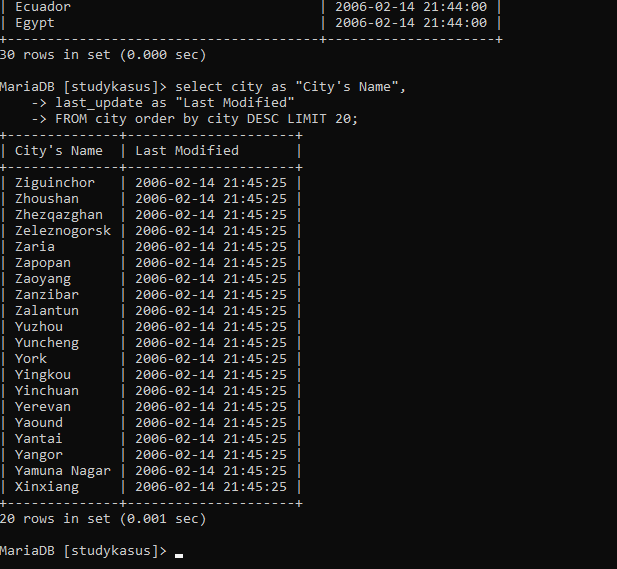 | Ecuador                              | 2006-02-14 21:44:00 |
| Egypt                                | 2006-02-14 21:44:00 |
+--------------------------------------+---------------------+
30 rows in set (0.000 sec)

MariaDB [studykasus]> select city as "City's Name",
    -> last_update as "Last Modified"
    -> FROM city order by city DESC LIMIT 20;
+--------------+---------------------+
| City's Name  | Last Modified       |
+--------------+---------------------+
| Ziguinchor   | 2006-02-14 21:45:25 |
| Zhoushan     | 2006-02-14 21:45:25 |
| Zhezqazghan  | 2006-02-14 21:45:25 |
| Zeleznogorsk | 2006-02-14 21:45:25 |
| Zaria        | 2006-02-14 21:45:25 |
| Zapopan      | 2006-02-14 21:45:25 |
| Zaoyang      | 2006-02-14 21:45:25 |
| Zanzibar     | 2006-02-14 21:45:25 |
| Zalantun     | 2006-02-14 21:45:25 |
| Yuzhou       | 2006-02-14 21:45:25 |
| Yuncheng     | 2006-02-14 21:45:25 |
| York         | 2006-02-14 21:45:25 |
| Yingkou      | 2006-02-14 21:45:25 |
| Yinchuan     | 2006-02-14 21:45:25 |
| Yerevan      | 2006-02-14 21:45:25 |
| Yaound       | 2006-02-14 21:45:25 |
| Yantai       | 2006-02-14 21:45:25 |
| Yangor       | 2006-02-14 21:45:25 |
| Yamuna Nagar | 2006-02-14 21:45:25 |
| Xinxiang     | 2006-02-14 21:45:25 |
+--------------+---------------------+
20 rows in set (0.001 sec)

MariaDB [studykasus]>